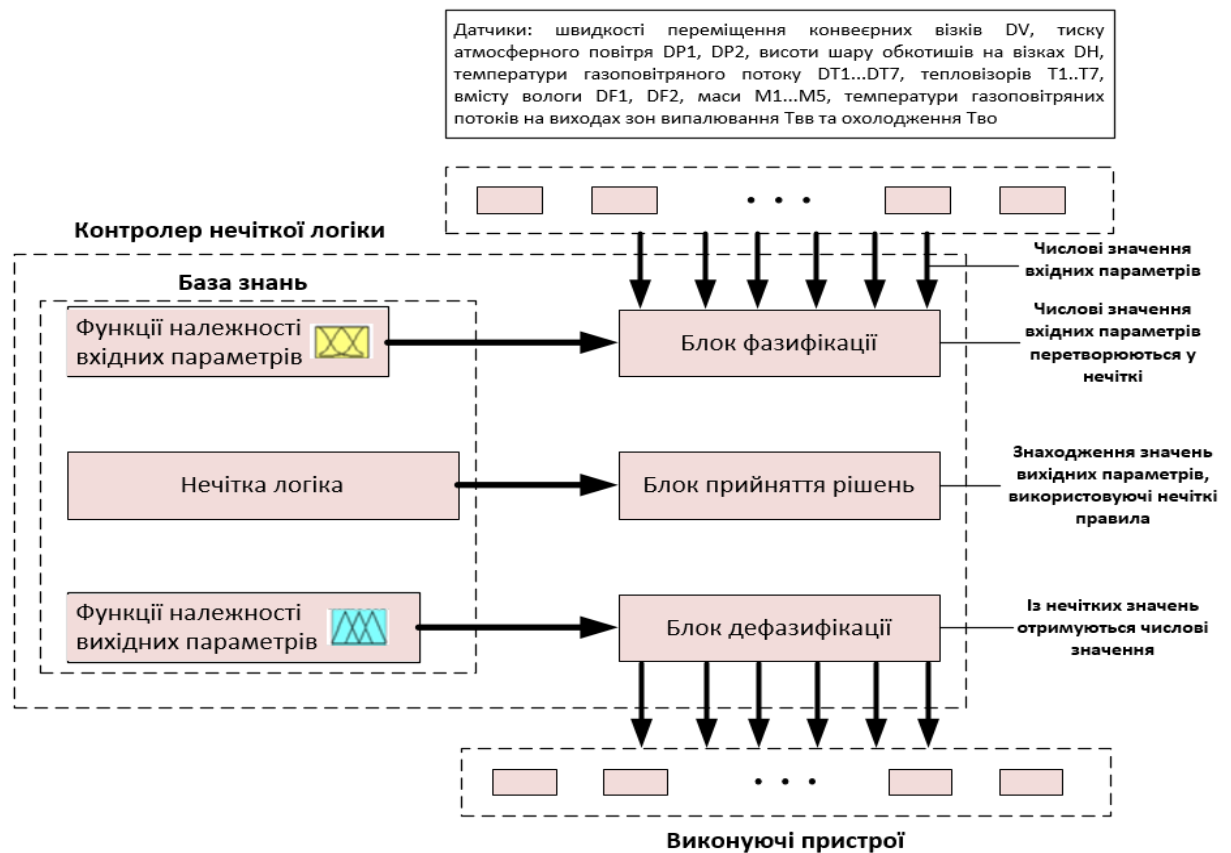 Датчики: швидкості переміщення конвеєрних візків DV, тиску
атмосферного повітря DP1, DP2, висоти шару обкотишів на візках DH,
температури газоповітряного потоку DT1...DT7, тепловізорів T1..T7,
вмісту вологи DF1, DF2, маси M1...M5, температури газоповітряних
потоків на виходах зон випалювання Твв та охолодження Тво
Контролер нечіткої логіки
Числові значення
вхідних параметрів
База знань
Функції належності
вхідних параметрів
Блок фазифікації
Числові значення
вхідних параметрів
перетворюються у
нечіткі
Нечітка логіка
Блок прийняття рішень
Знаходження значень
вихідних параметрів,
використовуючі нечіткі
правила
Функції належності
вихідних параметрів
Блок дефазифікації
Із нечітких значень
отримуються числові
значення
Виконуючі пристрої